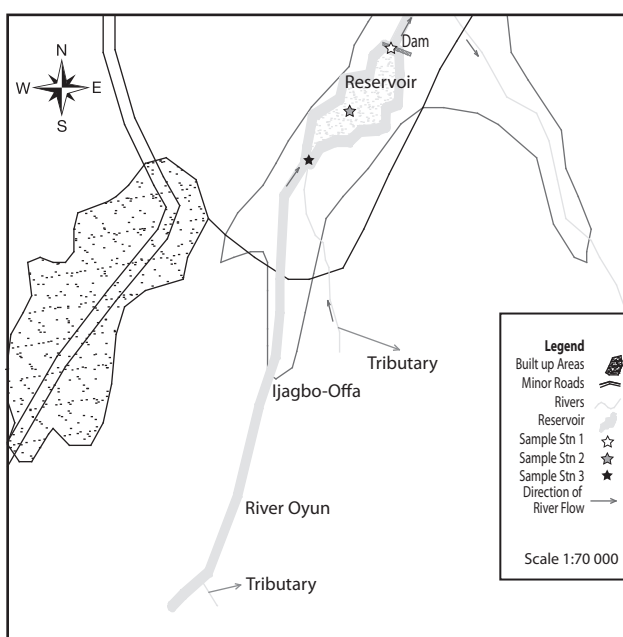 Dam
N
W E
S
Reservoir
Tributary
Ijagbo-Offa
River Oyun
Tributary
Legend
Built up Areas
Minor Roads
Rivers
Reservoir
Sample Stn 1
Sample Stn 2
Sample Stn 3
Direction of
River Flow
Scale 1:70 000